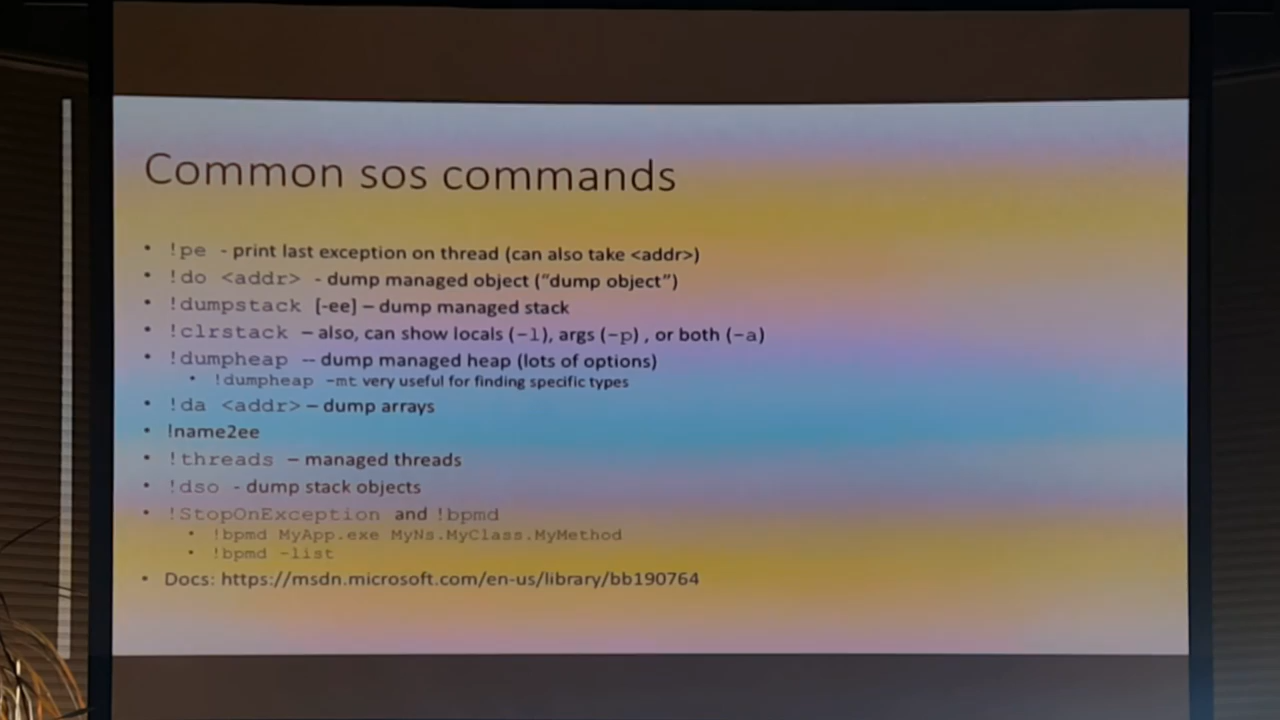 Common sos commands
• !pe - print last exception on thread (can also take <addr>)
• !do <addr> - dump managed object (“dump object”)
• !dumpstack [-ee] – dump managed stack
• !clrstack – also, can show locals (-l), args (-p) , or both (-a)
• !dumpheap -- dump managed heap (lots of options)
• !dumpheap -mt very useful for finding specific types
• !da <addr> – dump arrays
• !name2ee
• !threads – managed threads
• !dso - dump stack objects
• !StopOnException and !bpmd
• !bpmd MyApp.exe MyNs.MyClass.MyMethod
• !bpmd -list
• Docs: https://msdn.microsoft.com/en-us/library/bb190764